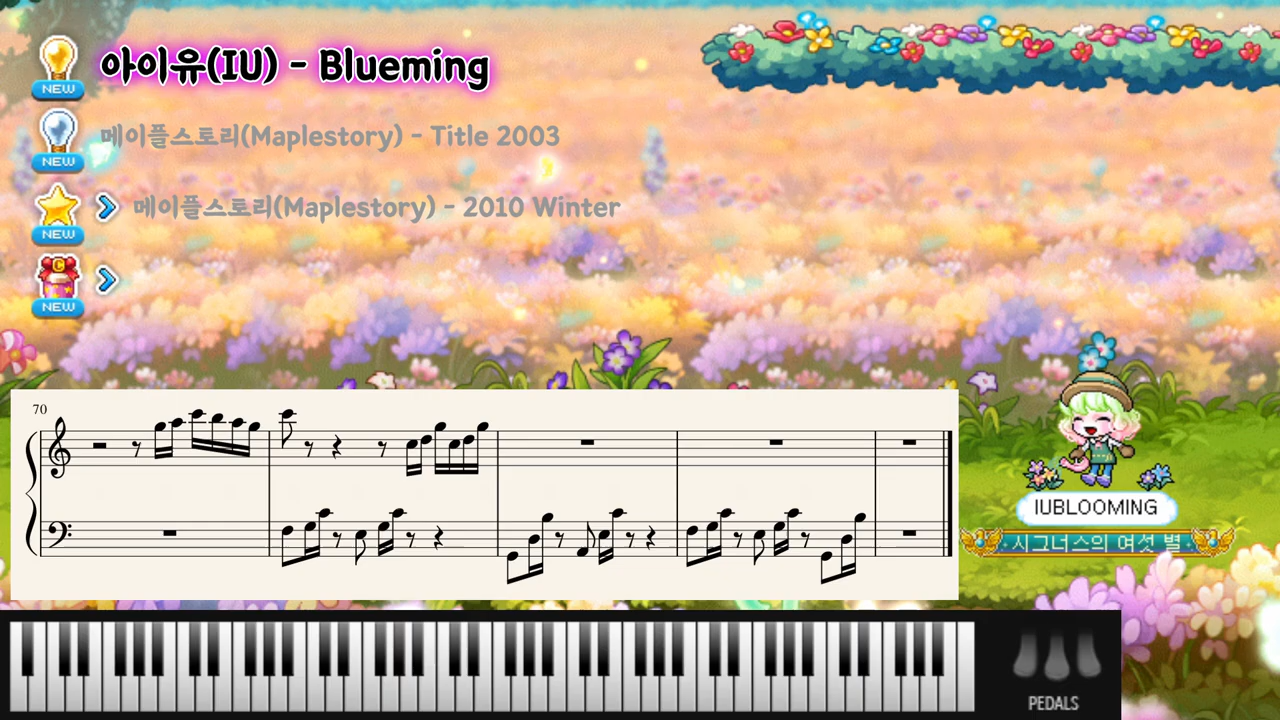 아이유(IU) - Blueming
NEW
메이플스토리(Maplestory) - Title 2003
NEW
메이플스토리(Maplestory) - 2010 Winter
NEW
C
NEW
70
IUBLOOMING
시그너스의 여섯 별
PEDALS